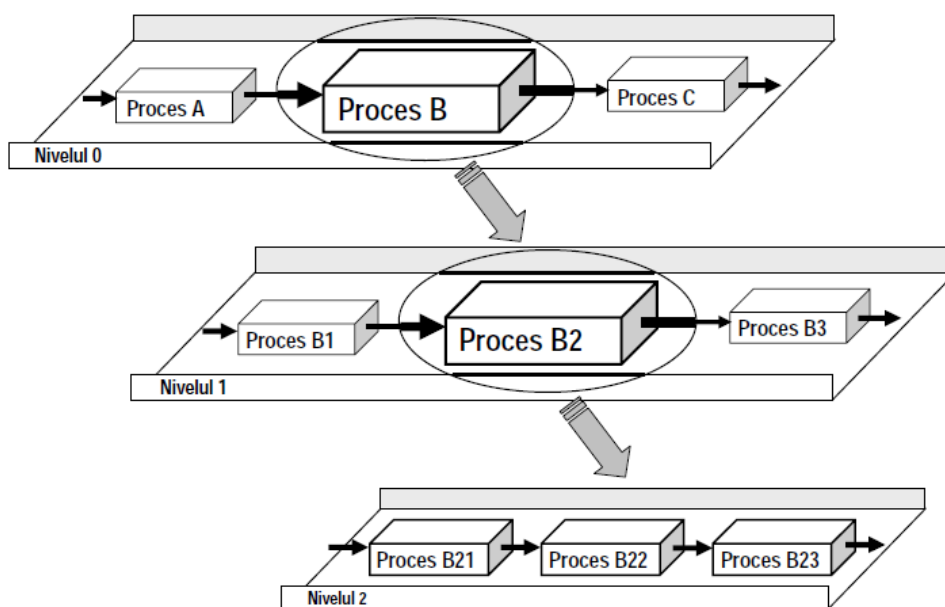 Proces A
Proces B
Proces C
Nivelul 0
Proces B1
Proces B2
Proces B3
Nivelul 1
Proces B21
Proces B22
Proces B23
Nivelul 2